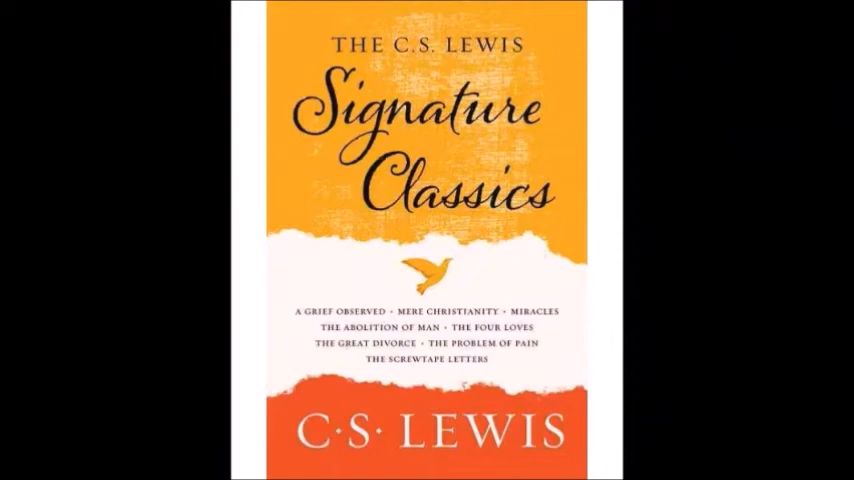 THE C.S. LEWIS
Signature
Classics
A GRIEF OBSERVED • MERE CHRISTIANITY • MIRACLES
THE ABOLITION OF MAN • THE FOUR LOVES
THE GREAT DIVORCE • THE PROBLEM OF PAIN
THE SCREWTAPE LETTERS
C·S· LEWIS